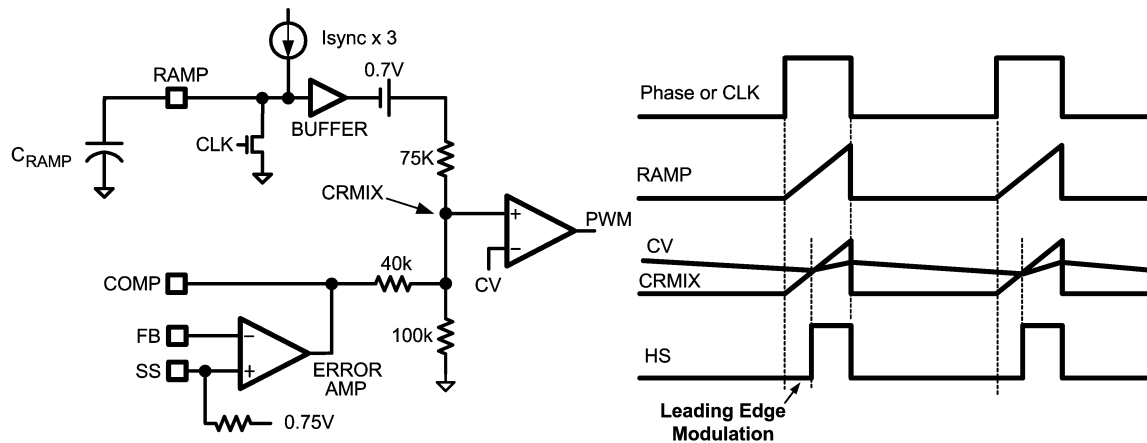 Isync x 3
RAMP
0.7V
BUFFER
CLK
CRAMP
75K
CRMIX
+
−
PWM
CV
COMP
40k
100k
FB
−
SS
+
ERROR
AMP
0.75V
Phase or CLK
RAMP
CV
CRMIX
HS
Leading Edge
Modulation